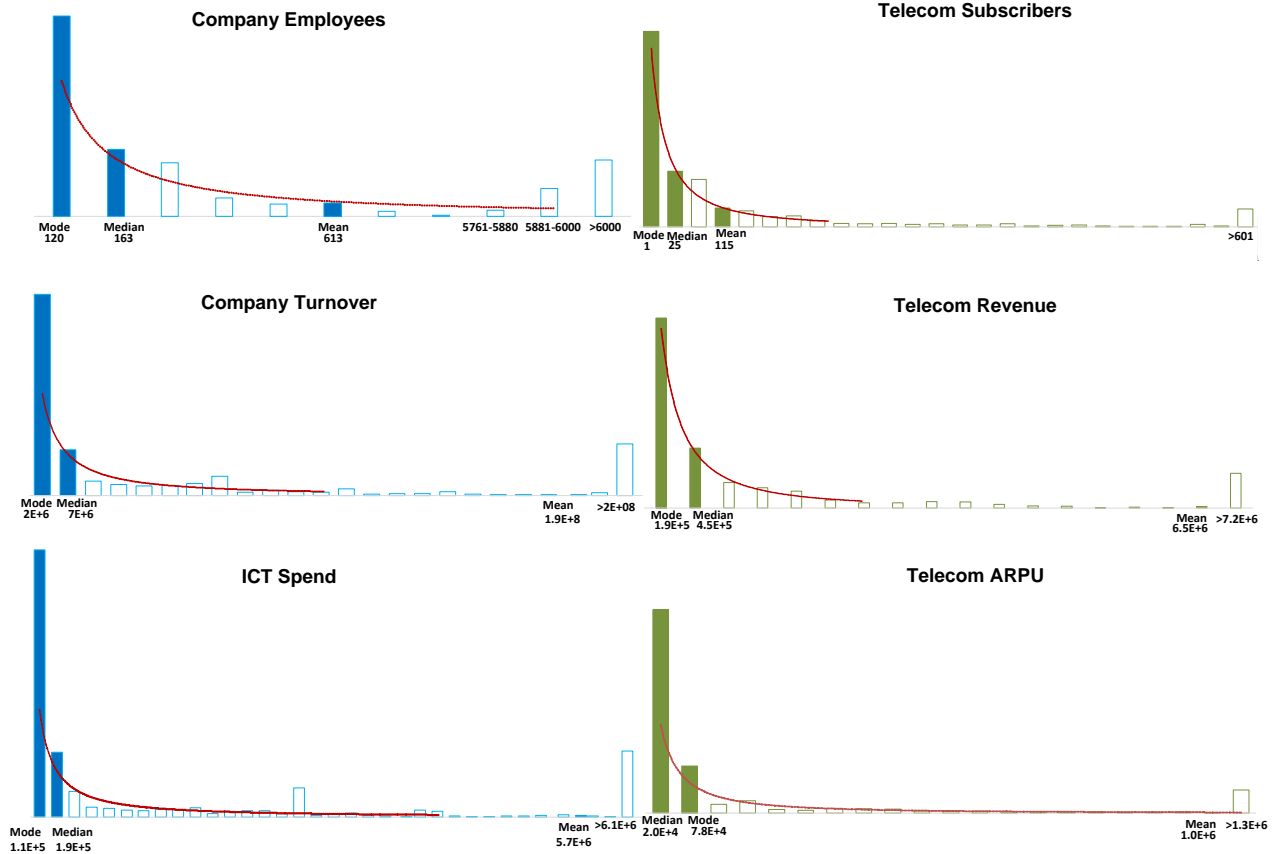 Company Employees
Mode
120
Median
163
Mean
613
5761-5880
5881-6000
>6000
Telecom Subscribers
Mode
1
Median
25
Mean
115
>601
Company Turnover
Mode
2E+6
Median
7E+6
Mean
1.9E+8
>2E+08
Telecom Revenue
Mode
1.9E+5
Median
4.5E+5
Mean
6.5E+6
>7.2E+6
ICT Spend
Mode
1.1E+5
Median
1.9E+5
Mean
5.7E+6
>6.1E+6
Telecom ARPU
Median
2.0E+4
Mode
7.8E+4
Mean
1.0E+6
>1.3E+6